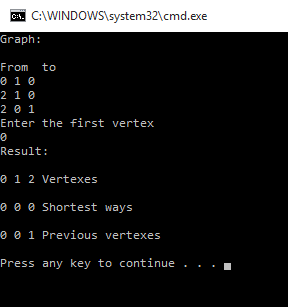 C:\WINDOWS\system32\cmd.exe
Graph:
From  to
0 1 0
2 1 0
2 0 1
Enter the first vertex
0
Result:
0 1 2 Vertexes
0 0 0 Shortest ways
0 0 1 Previous vertexes
Press any key to continue . . .